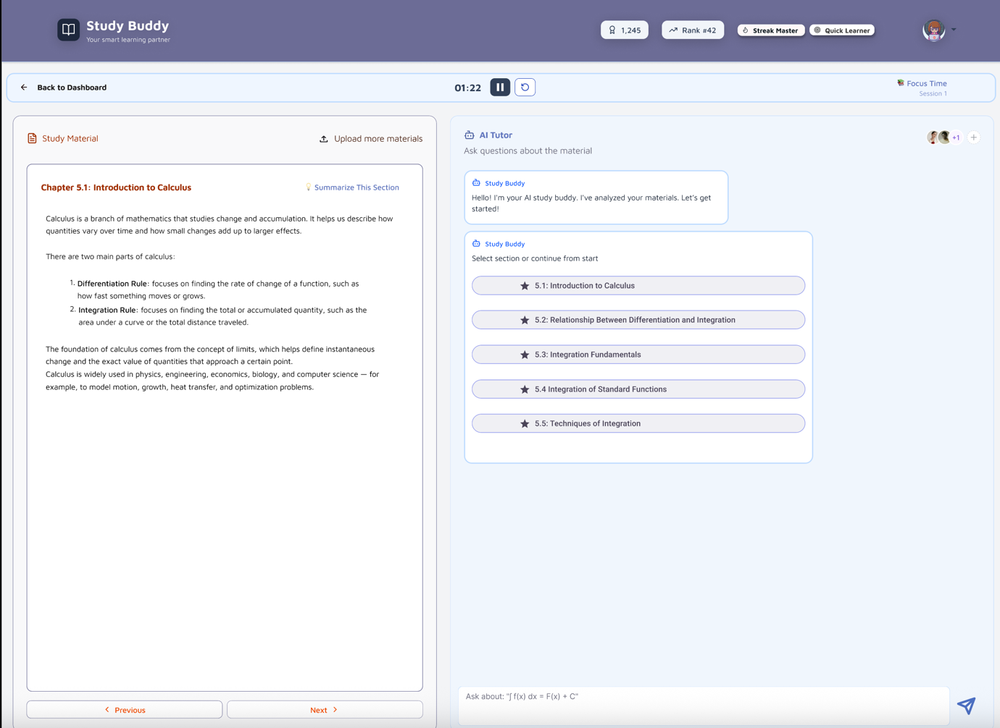 Study Buddy
Your smart learning partner
1,245
Rank #42
Streak Master
Quick Learner
Back to Dashboard
01:22
Focus Time
Session 1
Study Material
Upload more materials
Chapter 5.1: Introduction to Calculus
Summarize This Section
Calculus is a branch of mathematics that studies change and accumulation. It helps us describe how
quantities vary over time and how small changes add up to larger effects.
There are two main parts of calculus:
1. Differentiation Rule: focuses on finding the rate of change of a function, such as
how fast something moves or grows.
2. Integration Rule: focuses on finding the total or accumulated quantity, such as the
area under a curve or the total distance traveled.
The foundation of calculus comes from the concept of limits, which helps define instantaneous
change and the exact value of quantities that approach a certain point.
Calculus is widely used in physics, engineering, economics, biology, and computer science — for
example, to model motion, growth, heat transfer, and optimization problems.
Previous
Next
AI Tutor
+1
Ask questions about the material
Study Buddy
Hello! I'm your AI study buddy. I've analyzed your materials. Let's get
started!
Study Buddy
Select section or continue from start
5.1: Introduction to Calculus
5.2: Relationship Between Differentiation and Integration
5.3: Integration Fundamentals
5.4 Integration of Standard Functions
5.5: Techniques of Integration
Ask about: "∫ f(x) dx = F(x) + C"